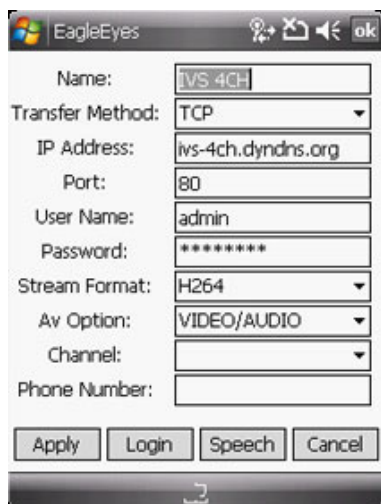 EagleEyes ok
Name: IVS 4CH
Transfer Method: TCP
IP Address: ivs-4ch.dyndns.org
Port: 80
User Name: admin
Password: ********
Stream Format: H264
Av Option: VIDEO/AUDIO
Channel:
Phone Number:
Apply Login Speech Cancel